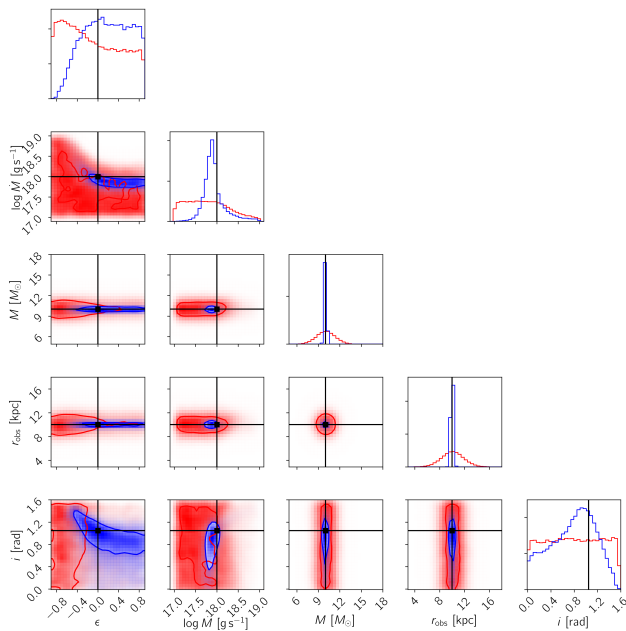 log Ṁ [g s⁻¹]
17.0 17.5 18.0 18.5 19.0
M [M⊙]
6 9 12 15 18
r_obs [kpc]
4 8 12 16
i [rad]
0.0 0.4 0.8 1.2 1.6
−0.8 −0.4 0.0 0.4 0.8
17.0 17.5 18.0 18.5 19.0
6 9 12 15 18
4 8 12 16
0.0 0.4 0.8 1.2 1.6
ϵ
log Ṁ [g s⁻¹]
M [M⊙]
r_obs [kpc]
i [rad]